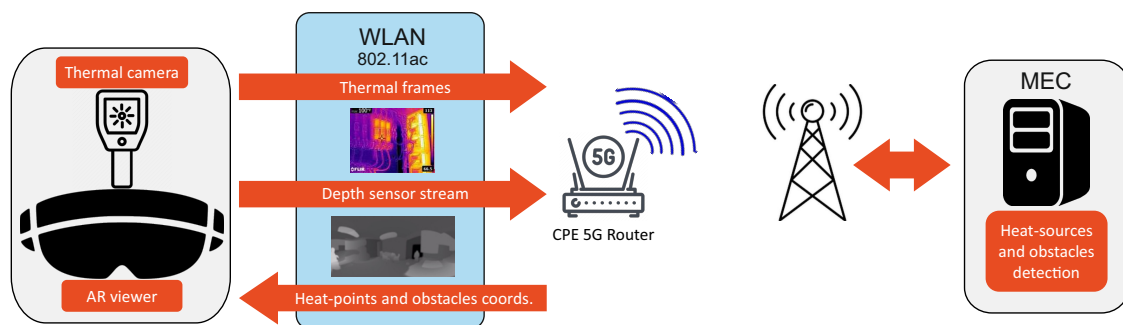 WLAN
802.11ac
Thermal camera
Thermal frames
Depth sensor stream
AR viewer
Heat-points and obstacles coords.
5G
CPE 5G Router
MEC
Heat-sources
and obstacles
detection